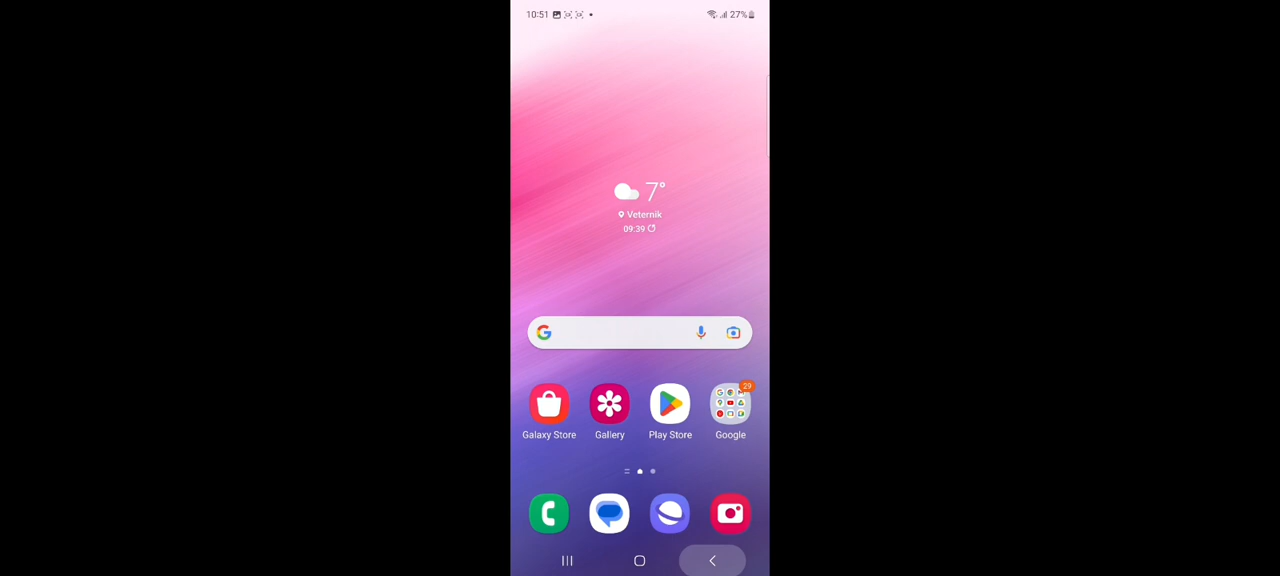 10:51
27%
7°
Veternik
09:39
29
Galaxy Store
Gallery
Play Store
Google